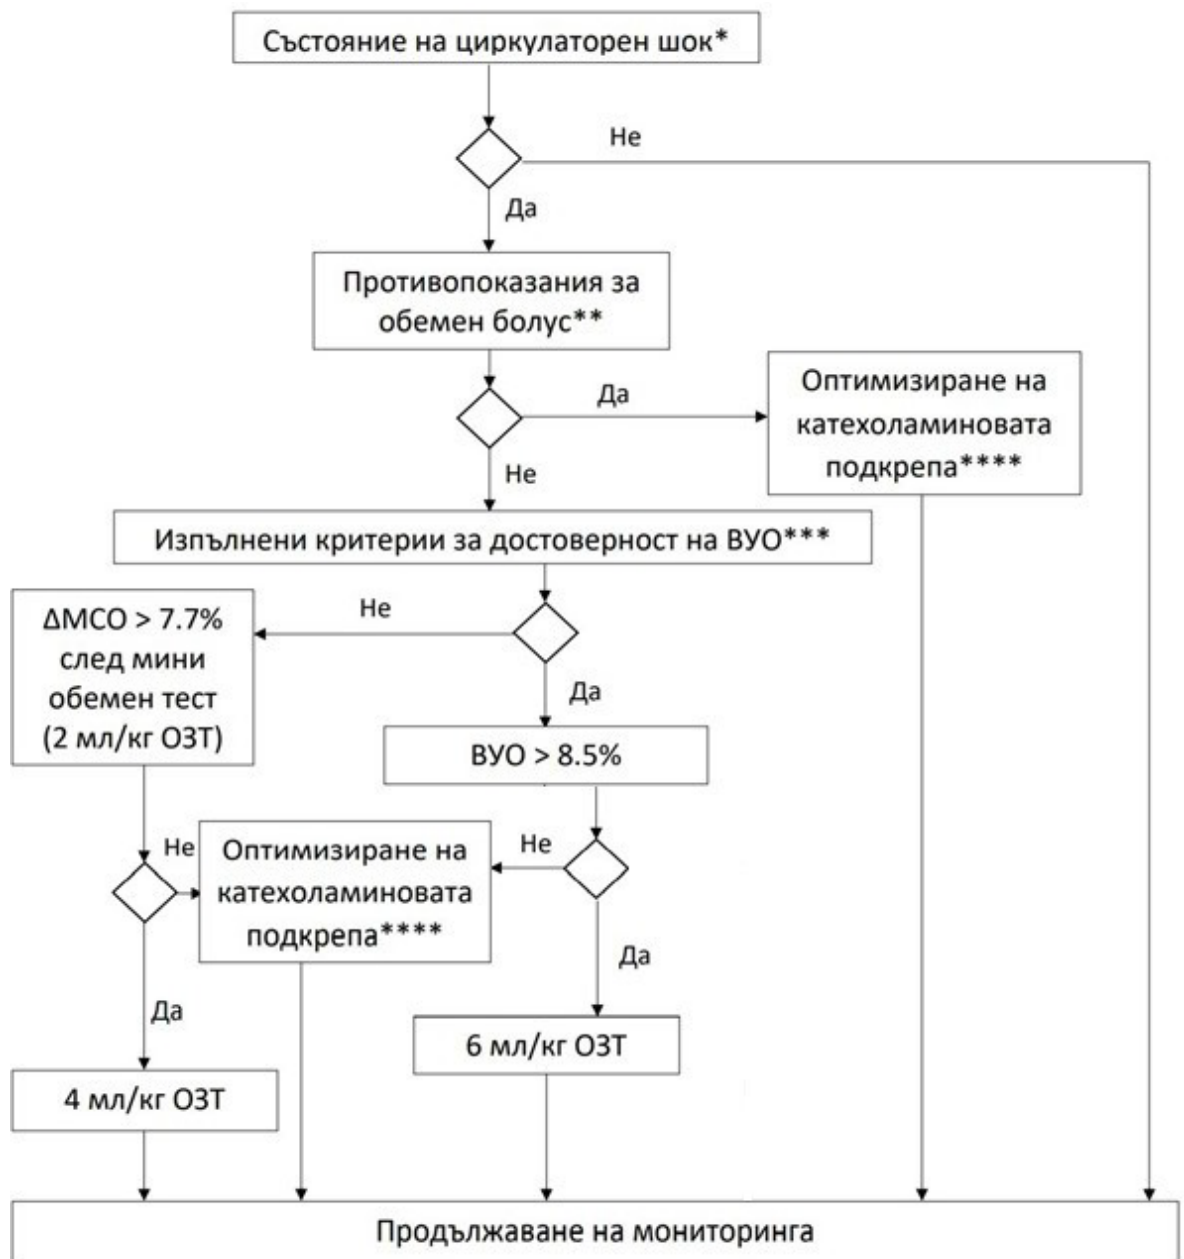 Състояние на циркулаторен шок*
Не
Да
Противопоказания за
обемен болус**
Да
Оптимизиране на
катехоламиновата
подкрепа****
Не
Изпълнени критерии за достоверност на ВУО***
Не
ΔМСО > 7.7%
след мини
обемен тест
(2 мл/кг ОЗТ)
Да
ВУО > 8.5%
Не
Оптимизиране на
катехоламиновата
подкрепа****
Не
Да
Да
6 мл/кг ОЗТ
4 мл/кг ОЗТ
Продължаване на мониторинга